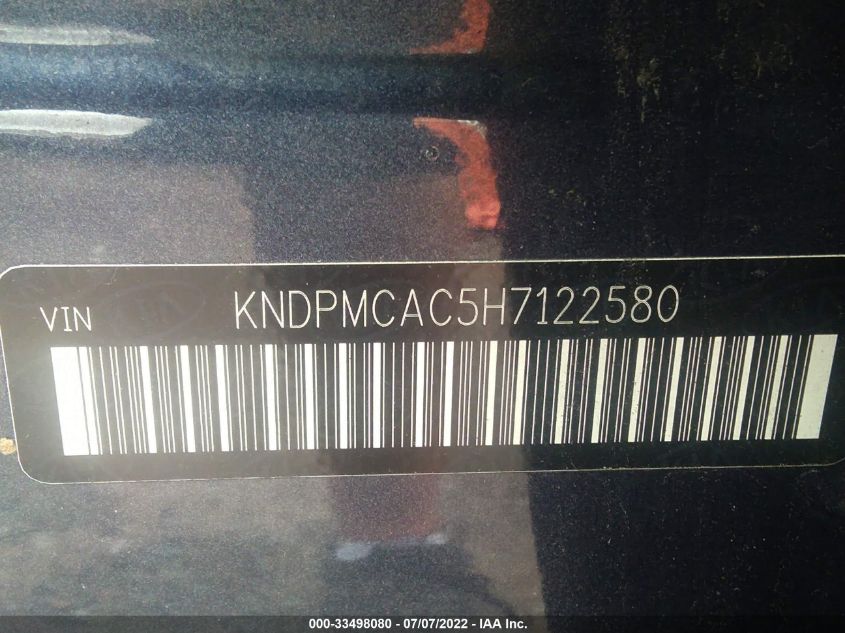 VIN KNDPMCAC5H7122580
000-33498080 - 07/07/2022 - IAA Inc.